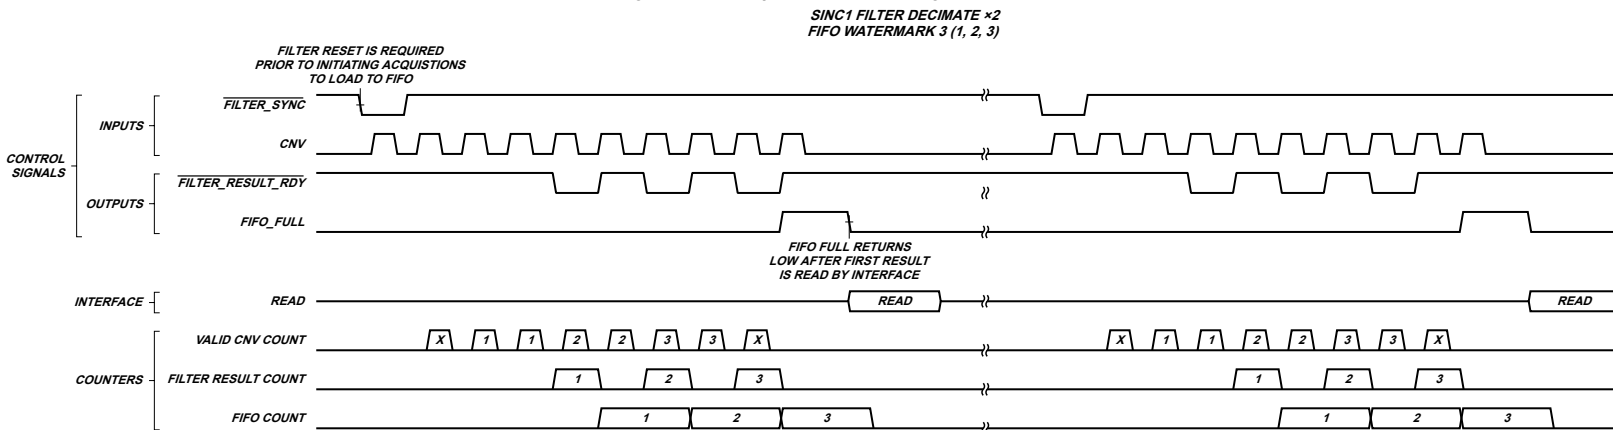 SINC1 FILTER DECIMATE ×2
FIFO WATERMARK 3 (1, 2, 3)
FILTER RESET IS REQUIRED
PRIOR TO INITIATING ACQUISTIONS
TO LOAD TO FIFO
CONTROL
SIGNALS
INPUTS
FILTER_SYNC
CNV
OUTPUTS
FILTER_RESULT_RDY
FIFO_FULL
FIFO FULL RETURNS
LOW AFTER FIRST RESULT
IS READ BY INTERFACE
INTERFACE
READ
READ
READ
COUNTERS
VALID CNV COUNT
X 1 1 2 2 3 3 X
X 1 1 2 2 3 3 X
FILTER RESULT COUNT
1 2 3
1 2 3
FIFO COUNT
1 2 3
1 2 3